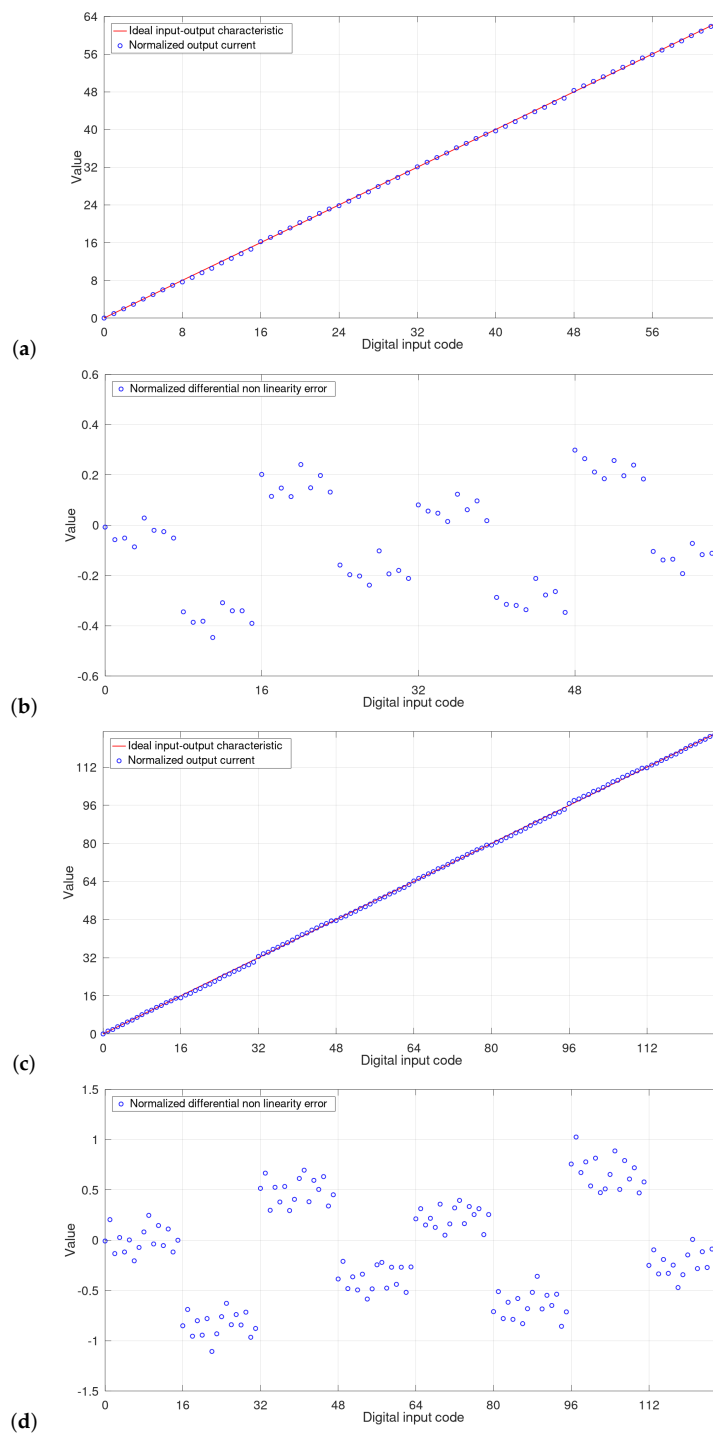 64
56
48
40
32
24
16
8
0
Value
Ideal input-output characteristic
Normalized output current
0 8 16 24 32 40 48 56
Digital input code
(a)
0.6
0.4
0.2
0
-0.2
-0.4
-0.6
Value
Normalized differential non linearity error
0 16 32 48
Digital input code
(b)
112
96
80
64
48
32
16
0
Value
Ideal input-output characteristic
Normalized output current
0 16 32 48 64 80 96 112
Digital input code
(c)
1.5
1
0.5
0
-0.5
-1
-1.5
Value
Normalized differential non linearity error
0 16 32 48 64 80 96 112
Digital input code
(d)